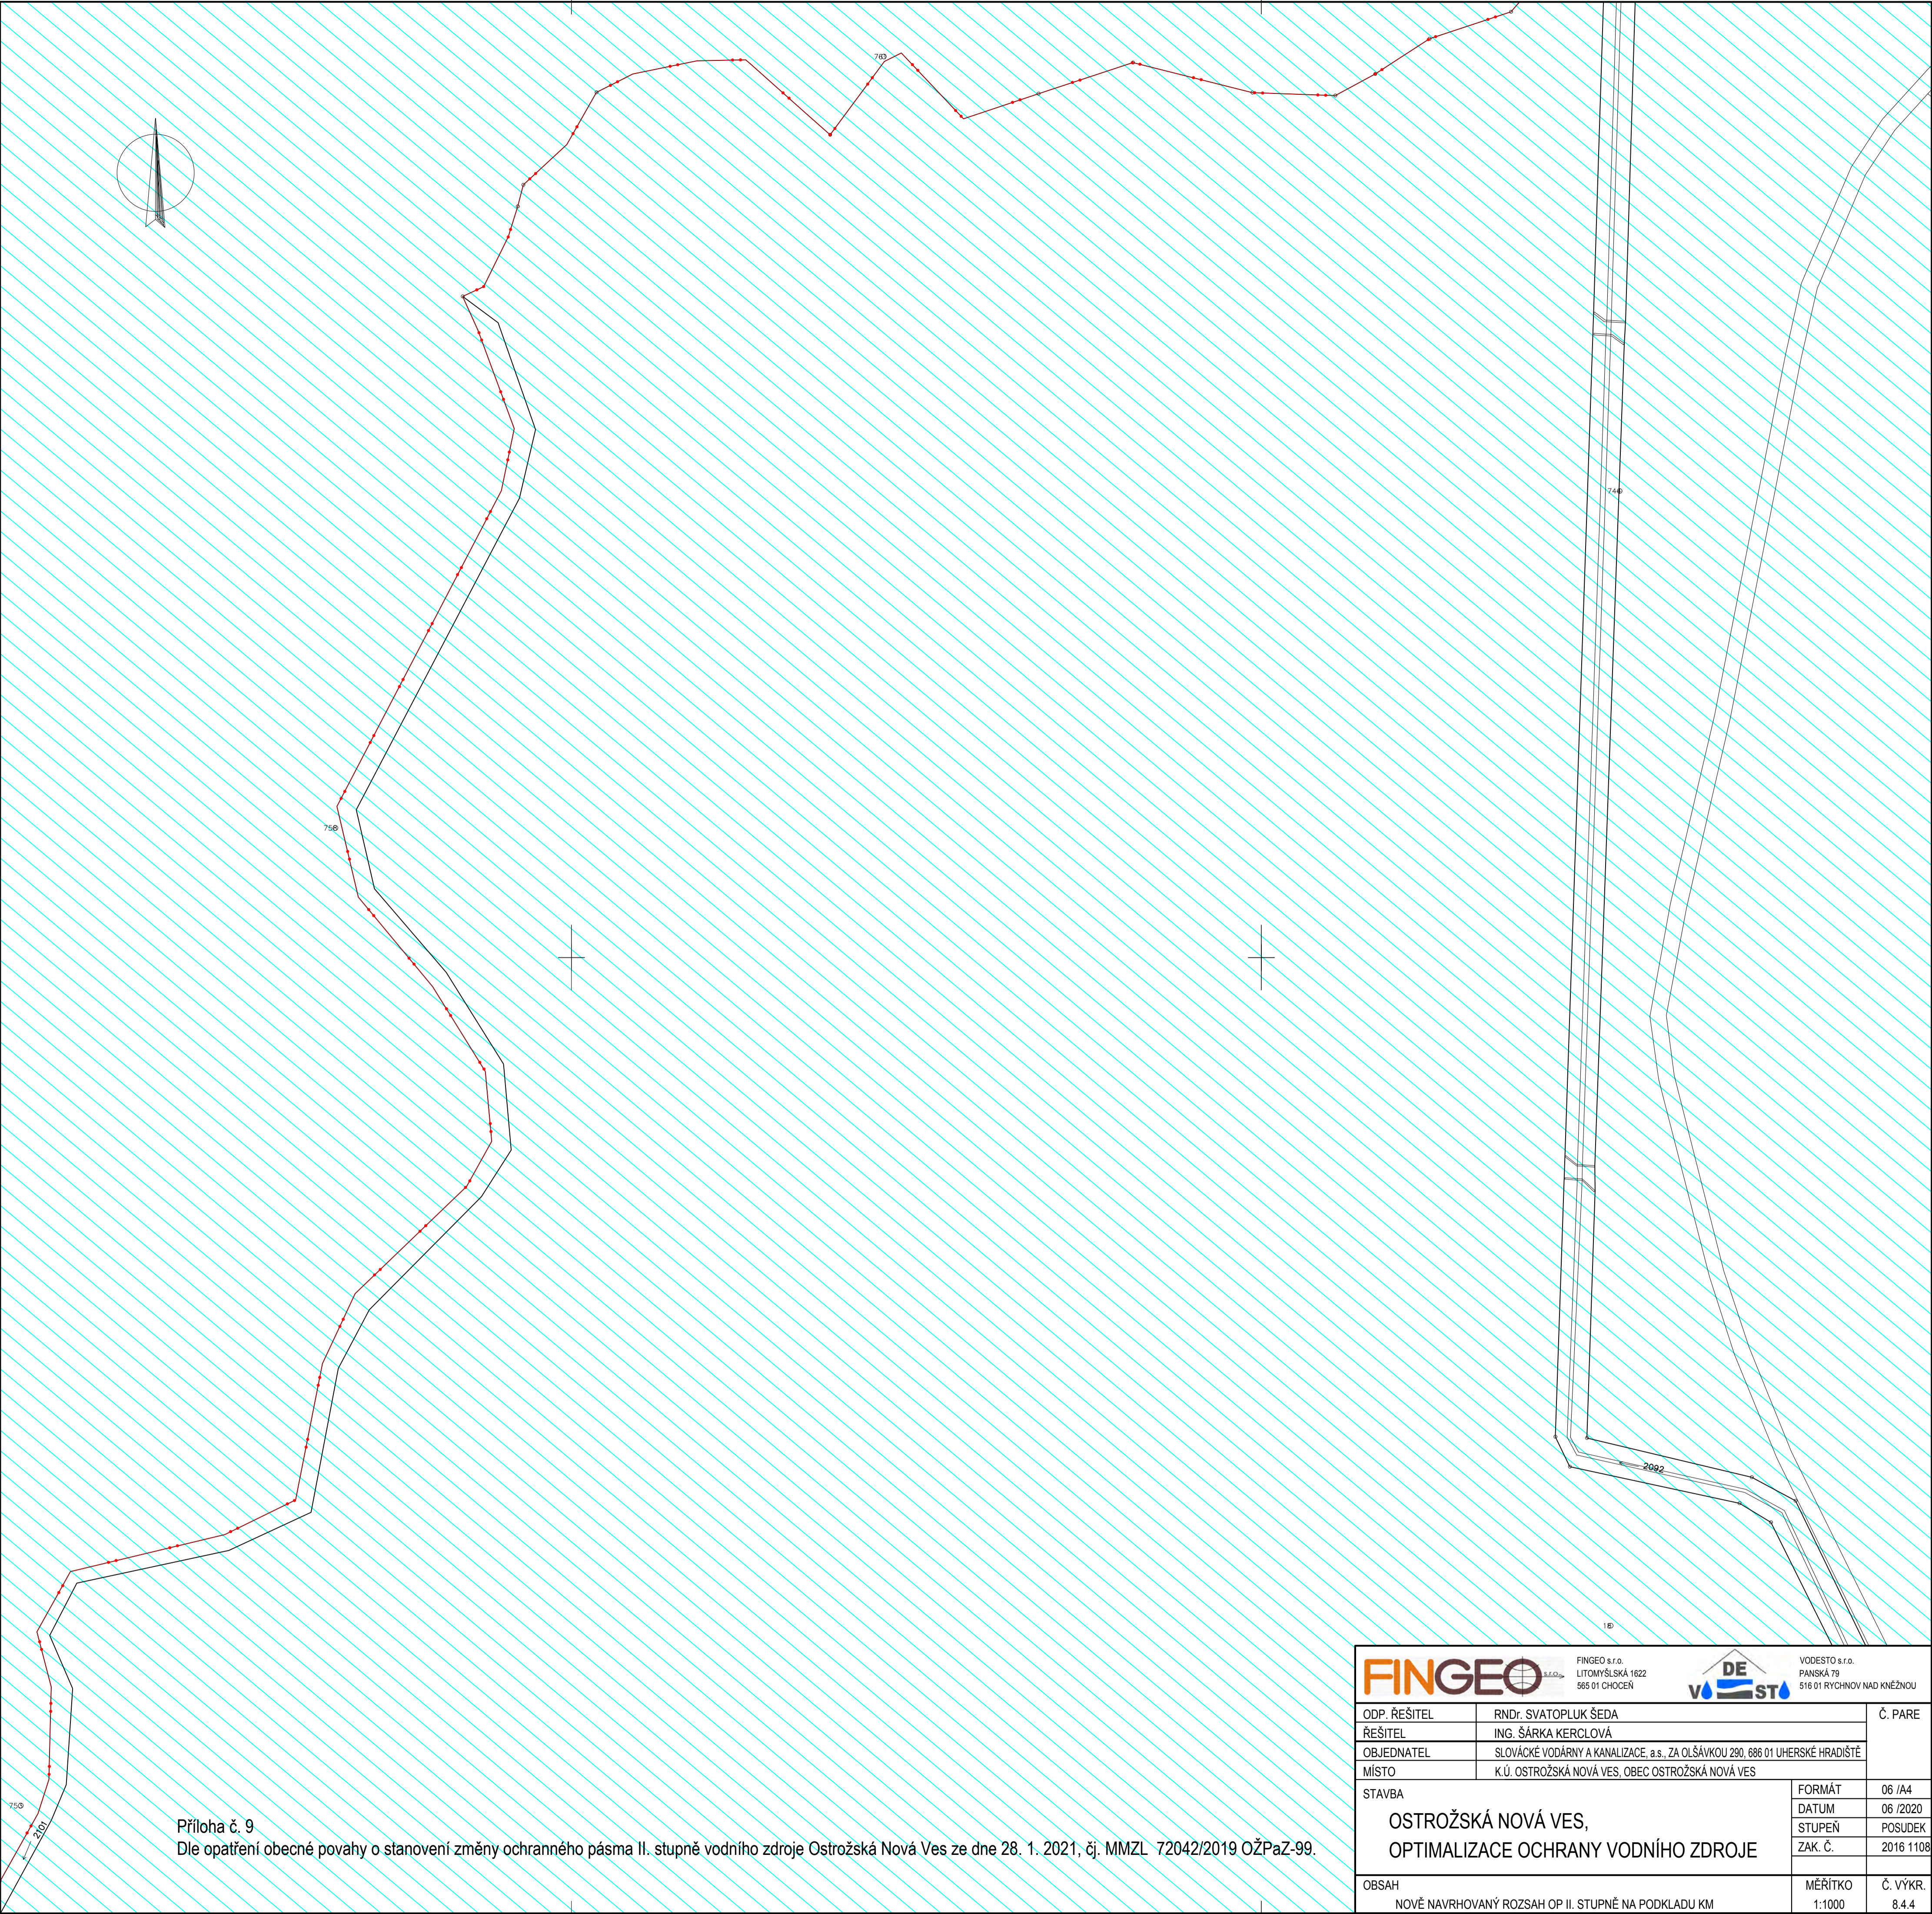 763
746
758
2092
18
753
2101
Příloha č. 9
Dle opatření obecné povahy o stanovení změny ochranného pásma II. stupně vodního zdroje Ostrožská Nová Ves ze dne 28. 1. 2021, čj. MMZL 72042/2019 OŽPaZ-99.
FINGEO s.r.o.
FINGEO s.r.o.
LITOMYŠLSKÁ 1622
565 01 CHOCEŇ
DE
V ST
VODESTO s.r.o.
PANSKÁ 79
516 01 RYCHNOV NAD KNĚŽNOU
ODP. ŘEŠITEL RNDr. SVATOPLUK ŠEDA Č. PARE
ŘEŠITEL ING. ŠÁRKA KERCLOVÁ
OBJEDNATEL SLOVÁCKÉ VODÁRNY A KANALIZACE, a.s., ZA OLŠÁVKOU 290, 686 01 UHERSKÉ HRADIŠTĚ
MÍSTO K.Ú. OSTROŽSKÁ NOVÁ VES, OBEC OSTROŽSKÁ NOVÁ VES
STAVBA
OSTROŽSKÁ NOVÁ VES,
OPTIMALIZACE OCHRANY VODNÍHO ZDROJE
FORMÁT 06 /A4
DATUM 06 /2020
STUPEŇ POSUDEK
ZAK. Č. 2016 1108
OBSAH
NOVĚ NAVRHOVANÝ ROZSAH OP II. STUPNĚ NA PODKLADU KM
MĚŘÍTKO Č. VÝKR.
1:1000 8.4.4